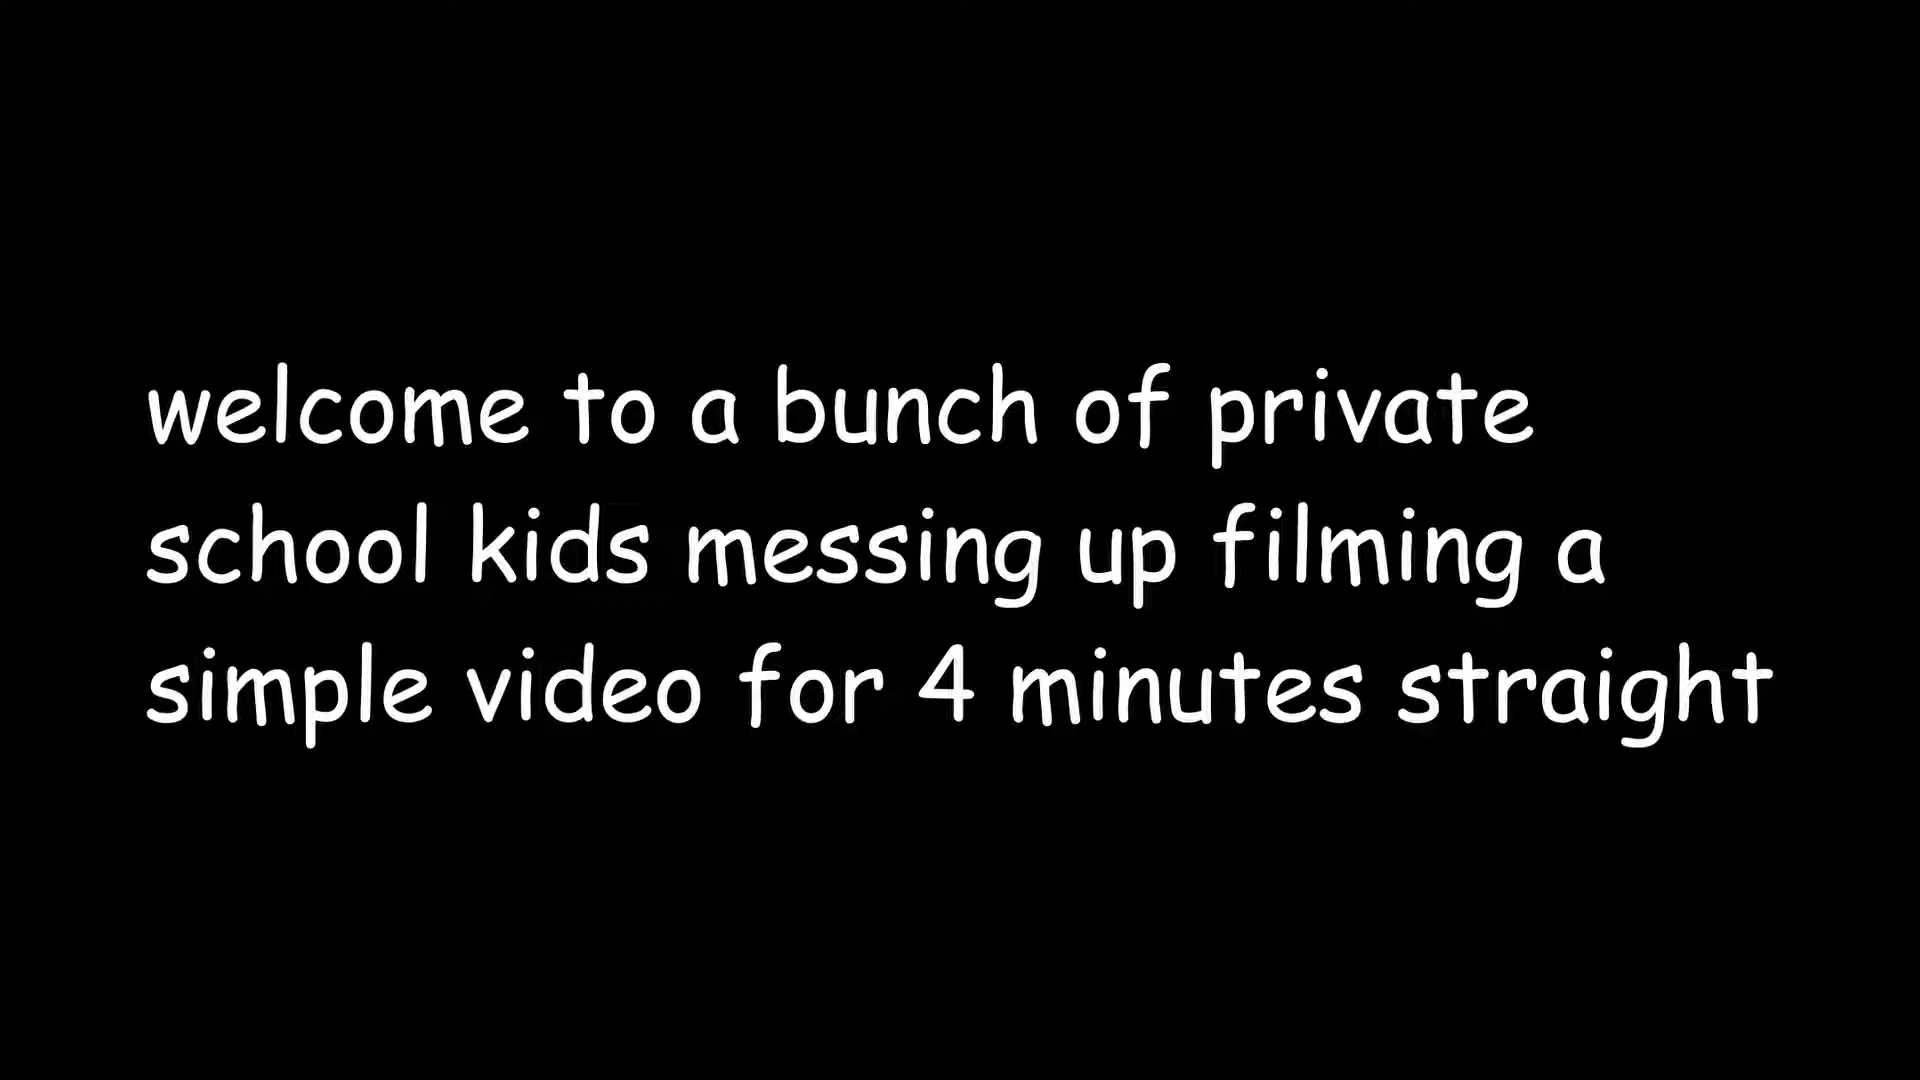 welcome to a bunch of private
school kids messing up filming a
simple video for 4 minutes straight